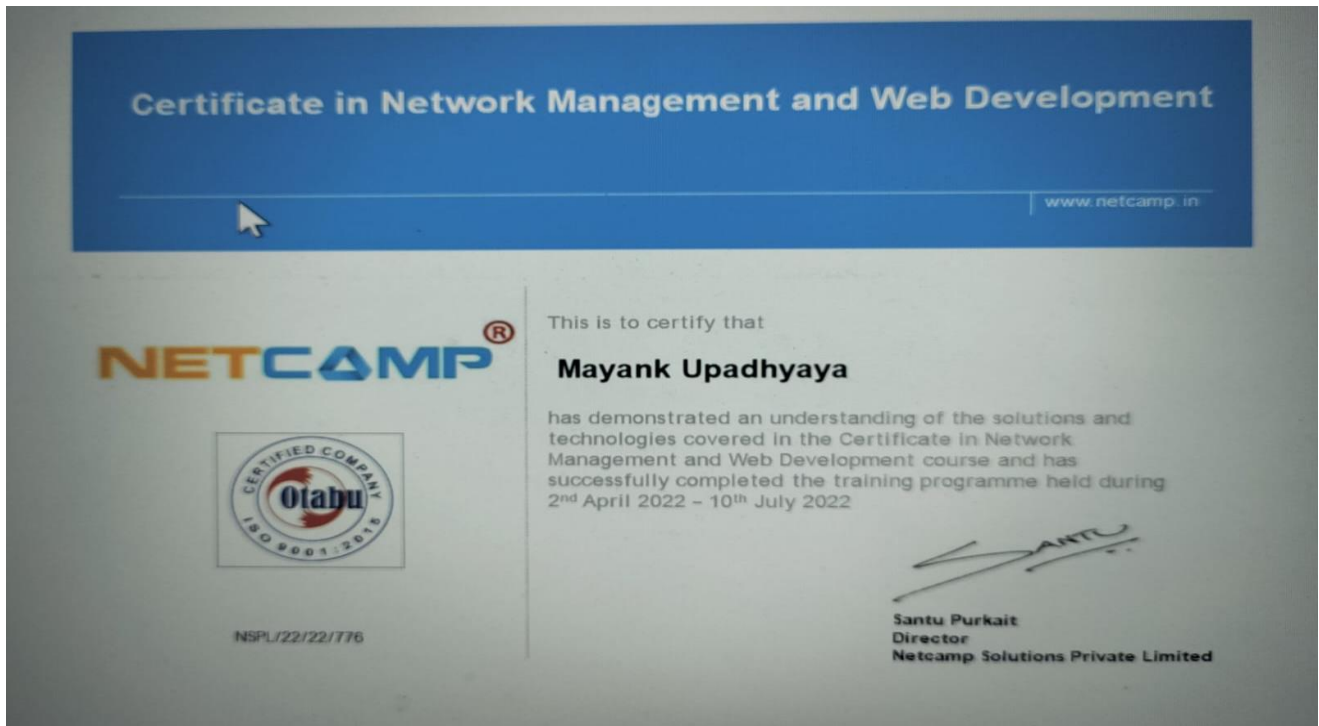 Certificate in Network Management and Web Development
www.netcamp.in
NETCAMP®
CERTIFIED COMPANY
Otabu
ISO 9001:2015
NSPL/22/22/776
This is to certify that
Mayank Upadhyaya
has demonstrated an understanding of the solutions and
technologies covered in the Certificate in Network
Management and Web Development course and has
successfully completed the training programme held during
2nd April 2022 – 10th July 2022
SANTU
Santu Purkait
Director
Netcamp Solutions Private Limited